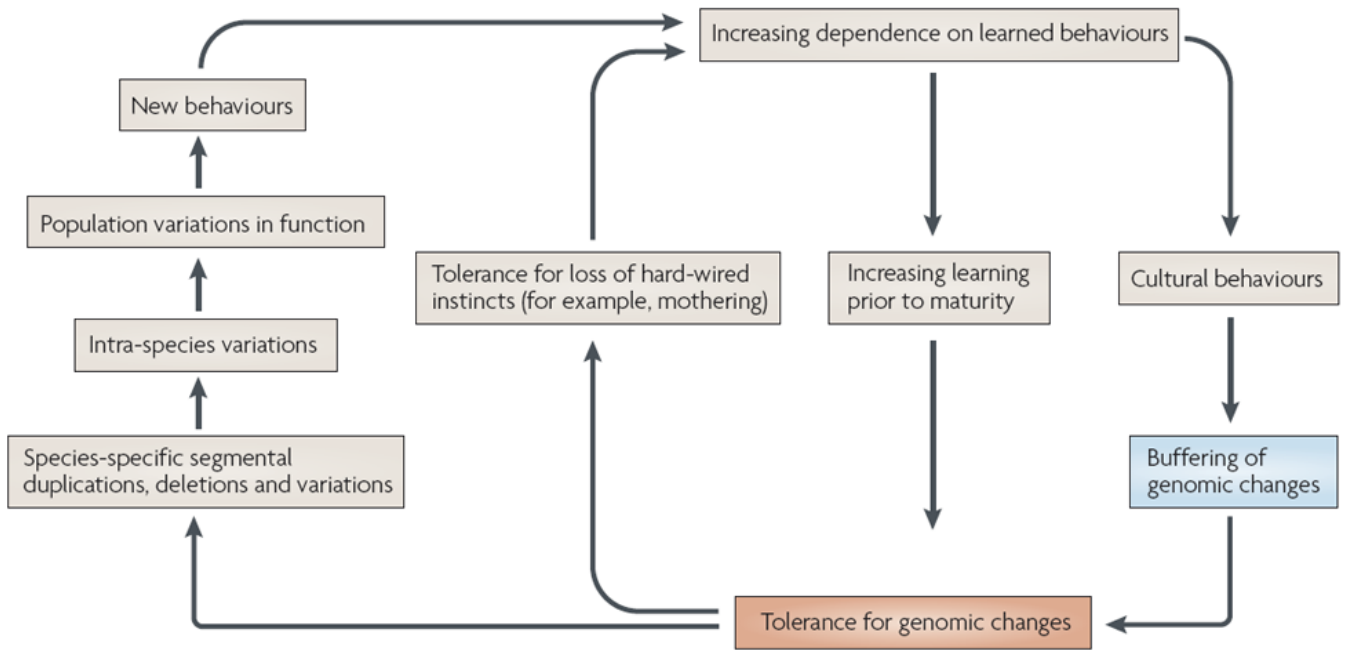 Increasing dependence on learned behaviours
New behaviours
Population variations in function
Tolerance for loss of hard-wired
instincts (for example, mothering)
Increasing learning
prior to maturity
Cultural behaviours
Intra-species variations
Species-specific segmental
duplications, deletions and variations
Buffering of
genomic changes
Tolerance for genomic changes